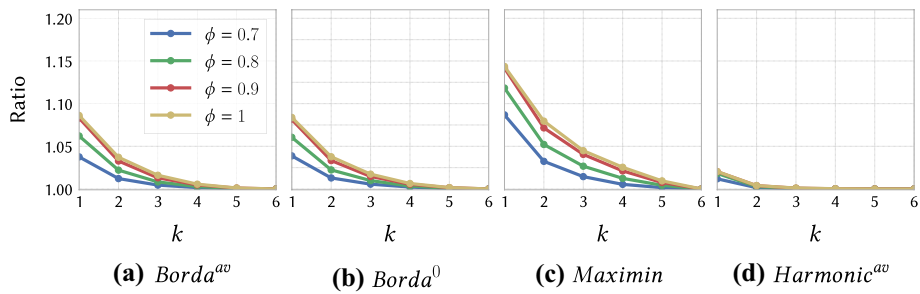 Ratio
1.20
1.15
1.10
1.05
1.00
ϕ = 0.7
ϕ = 0.8
ϕ = 0.9
ϕ = 1
1 2 3 4 5 6
1 2 3 4 5 6
1 2 3 4 5 6
1 2 3 4 5 6
k
k
k
k
(a) Borda^av
(b) Borda^0
(c) Maximin
(d) Harmonic^av